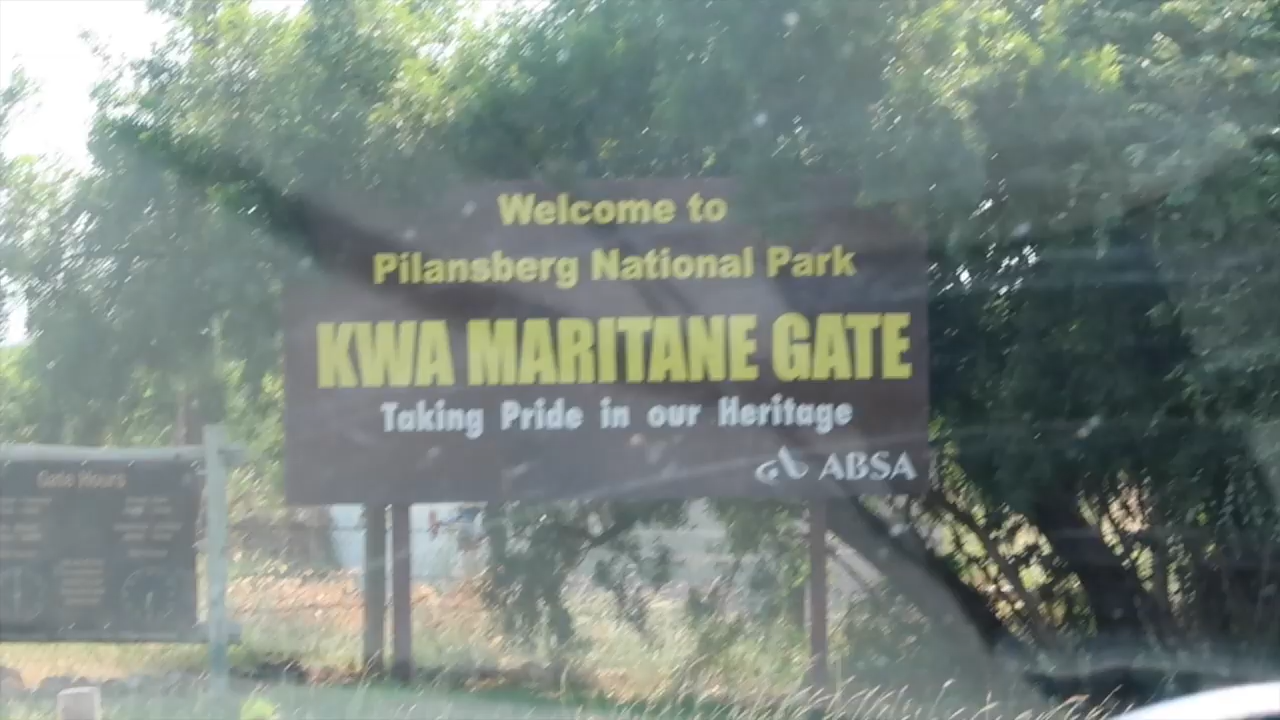 Welcome to
Pilansberg National Park
KWA MARITANE GATE
Taking Pride in our Heritage
ABSA
Gate Hours